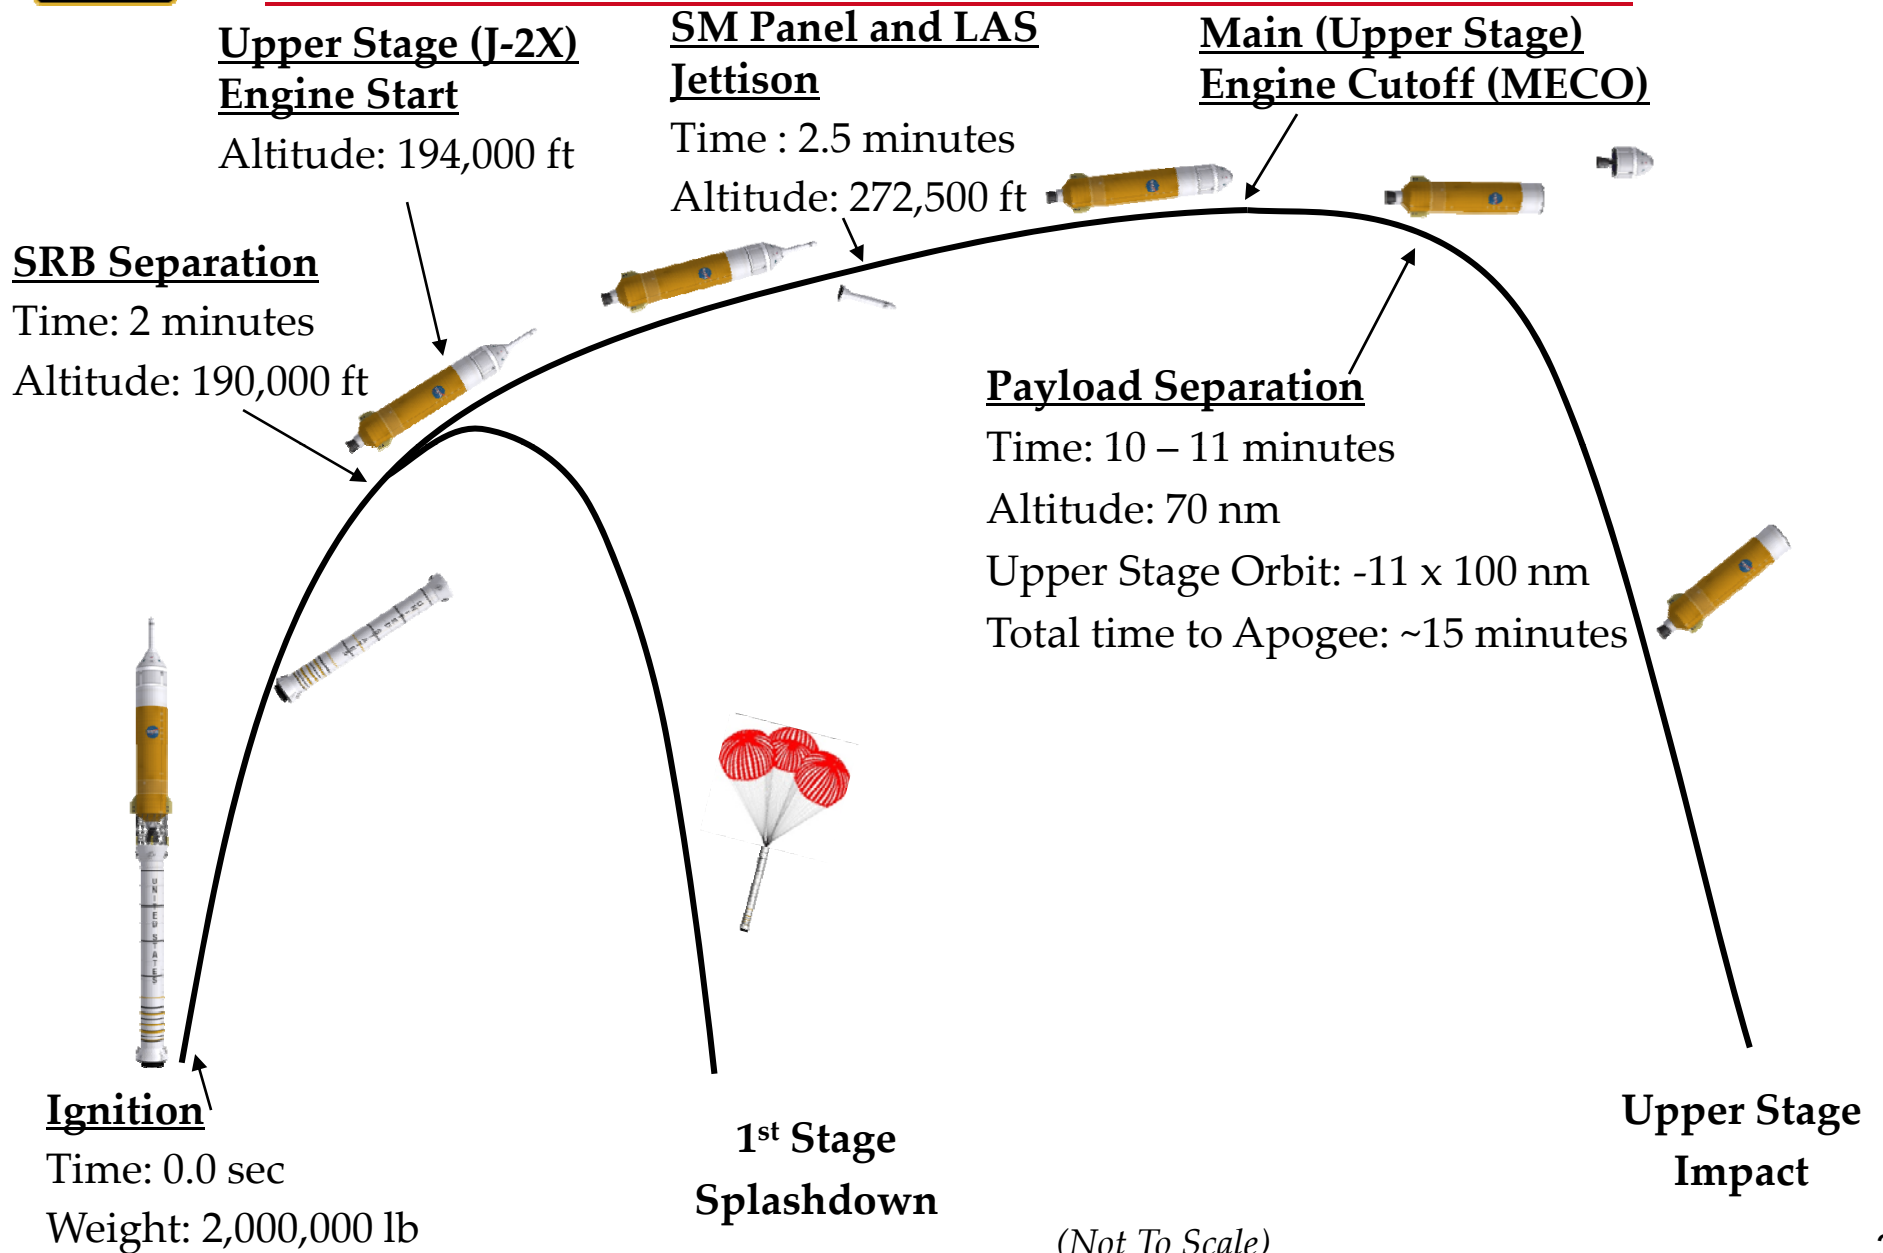 Upper Stage (J-2X)
Engine Start
Altitude: 194,000 ft
SM Panel and LAS
Jettison
Time : 2.5 minutes
Altitude: 272,500 ft
Main (Upper Stage)
Engine Cutoff (MECO)
SRB Separation
Time: 2 minutes
Altitude: 190,000 ft
Payload Separation
Time: 10 – 11 minutes
Altitude: 70 nm
Upper Stage Orbit: -11 x 100 nm
Total time to Apogee: ~15 minutes
UNITED STATES
Ignition
Time: 0.0 sec
Weight: 2,000,000 lb
1st Stage
Splashdown
Upper Stage
Impact
(Not To Scale)